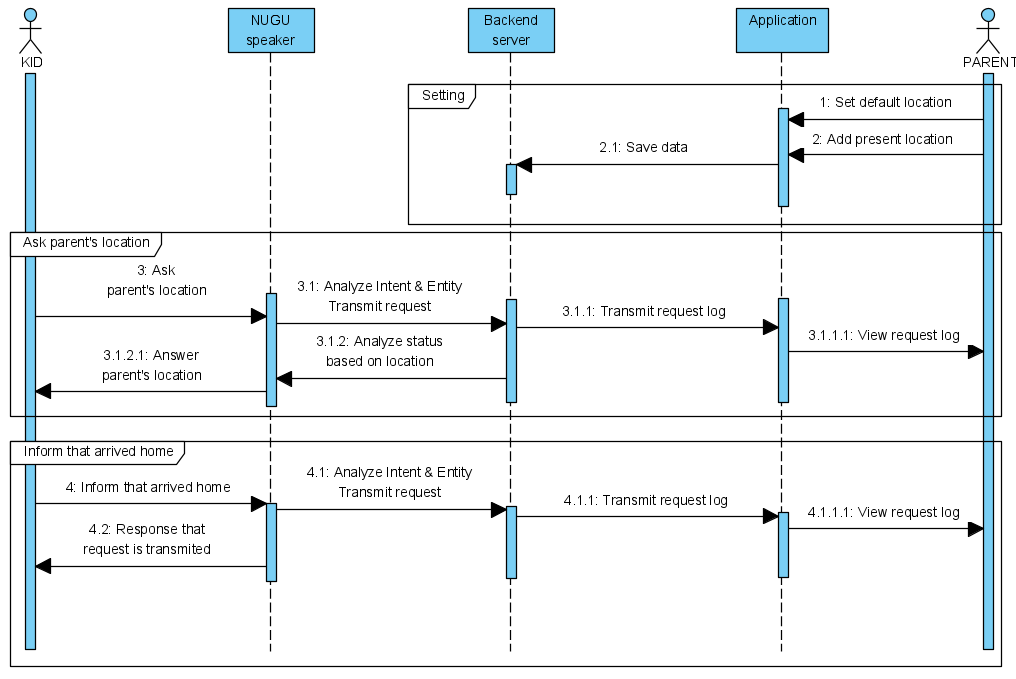 NUGU
speaker
Backend
server
Application
KID
PARENT
Setting
1: Set default location
2: Add present location
2.1: Save data
Ask parent's location
3: Ask
parent's location
3.1: Analyze Intent & Entity
Transmit request
3.1.1: Transmit request log
3.1.1.1: View request log
3.1.2: Analyze status
based on location
3.1.2.1: Answer
parent's location
Inform that arrived home
4: Inform that arrived home
4.1: Analyze Intent & Entity
Transmit request
4.1.1: Transmit request log
4.1.1.1: View request log
4.2: Response that
request is transmited